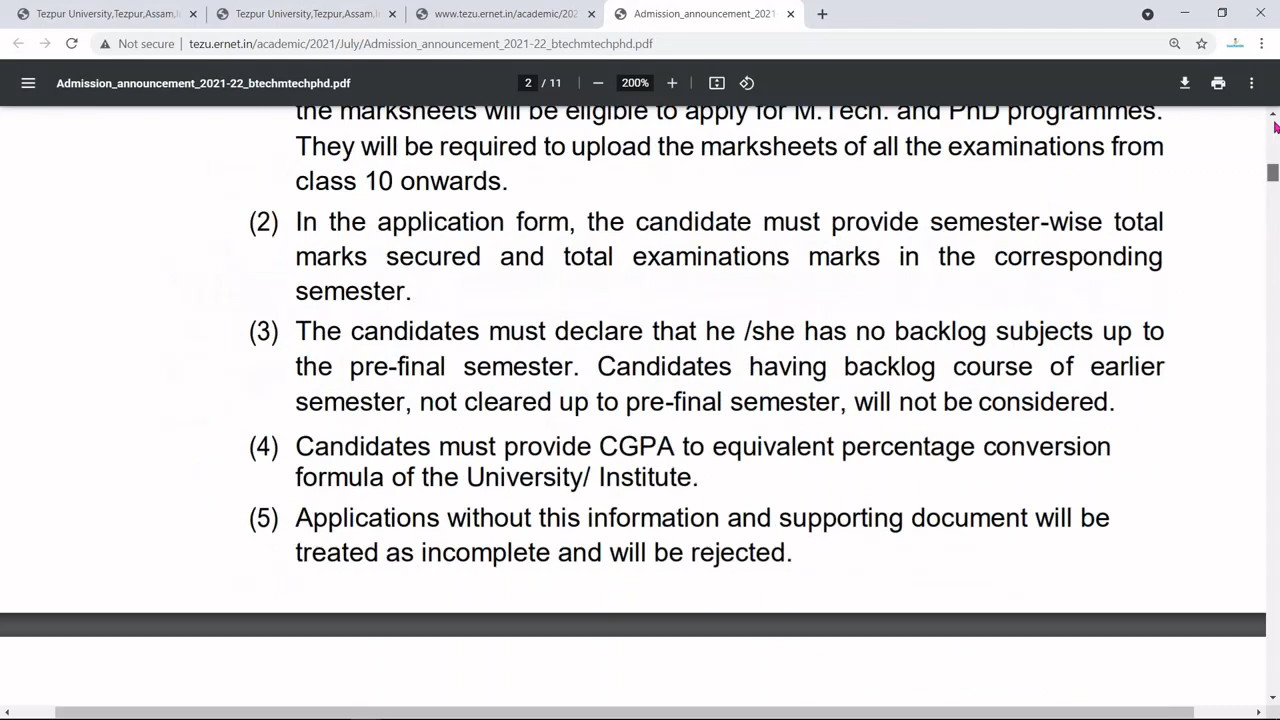 Tezpur University,Tezpur,Assam,I
Tezpur University,Tezpur,Assam,I
www.tezu.ernet.in/academic/202
Admission_announcement_2021
Not secure
tezu.ernet.in/academic/2021/July/Admission_announcement_2021-22_btechmtechphd.pdf
Admission_announcement_2021-22_btechmtechphd.pdf
2 / 11
200%
the marksheets will be eligible to apply for M.Tech. and PhD programmes.
They will be required to upload the marksheets of all the examinations from
class 10 onwards.
(2) In the application form, the candidate must provide semester-wise total
marks secured and total examinations marks in the corresponding
semester.
(3) The candidates must declare that he /she has no backlog subjects up to
the pre-final semester. Candidates having backlog course of earlier
semester, not cleared up to pre-final semester, will not be considered.
(4) Candidates must provide CGPA to equivalent percentage conversion
formula of the University/ Institute.
(5) Applications without this information and supporting document will be
treated as incomplete and will be rejected.